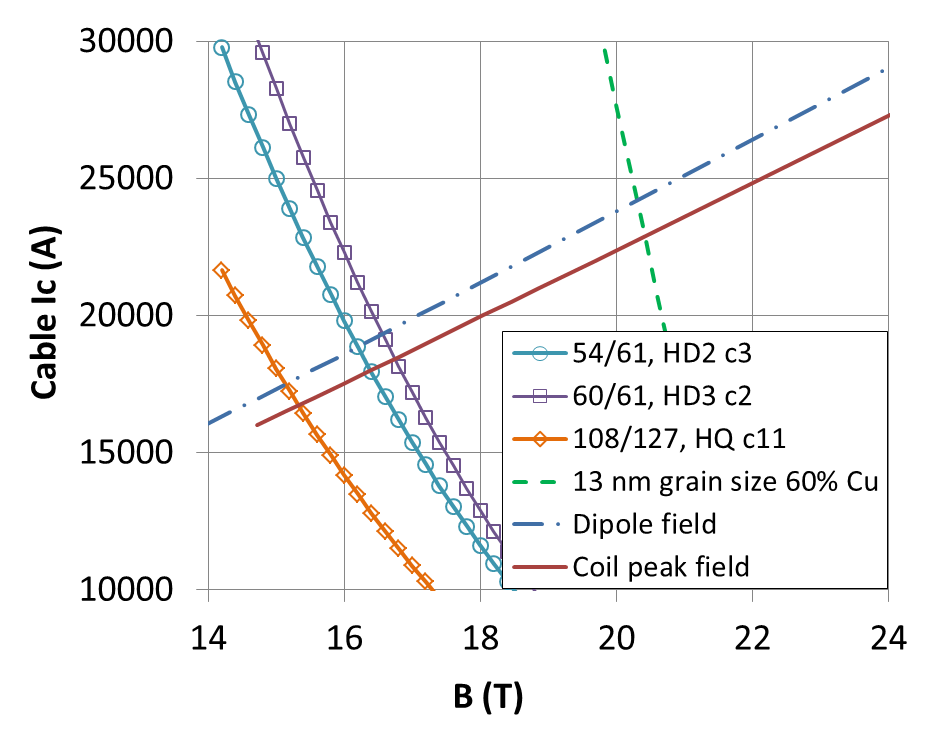 30000
25000
20000
15000
10000
Cable Ic (A)
54/61, HD2 c3
60/61, HD3 c2
108/127, HQ c11
13 nm grain size 60% Cu
Dipole field
Coil peak field
14 16 18 20 22 24
B (T)